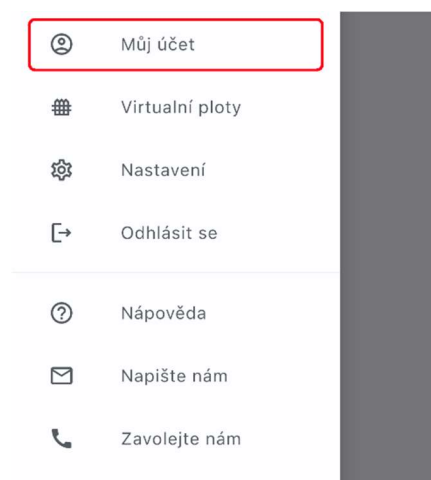 Můj účet
Virtualní ploty
Nastavení
Odhlásit se
Nápověda
Napište nám
Zavolejte nám